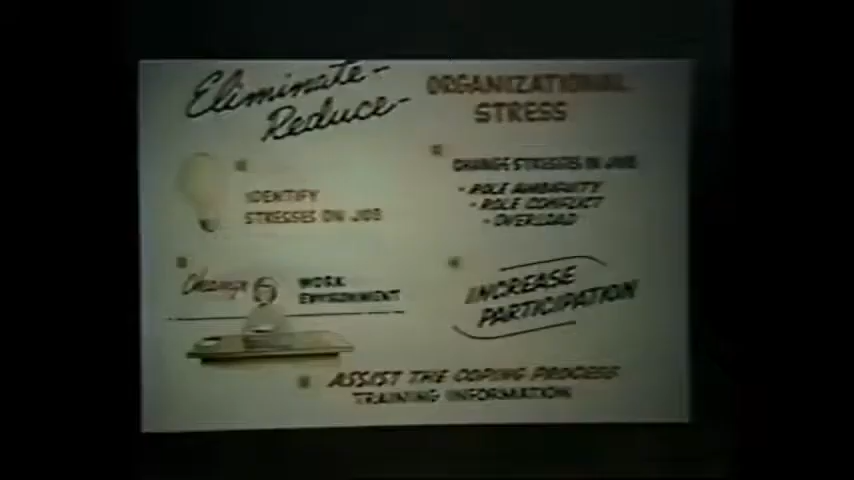 Eliminate-
Reduce-
ORGANIZATIONAL
STRESS
IDENTIFY
STRESSES ON JOB
CHANGE STRESSES IN JOB
• ROLE AMBIGUITY
• ROLE CONFLICT
• OVERLOAD
Change WORK
ENVIRONMENT
INCREASE
PARTICIPATION
ASSIST THE COPING PROCESS
TRAINING INFORMATION